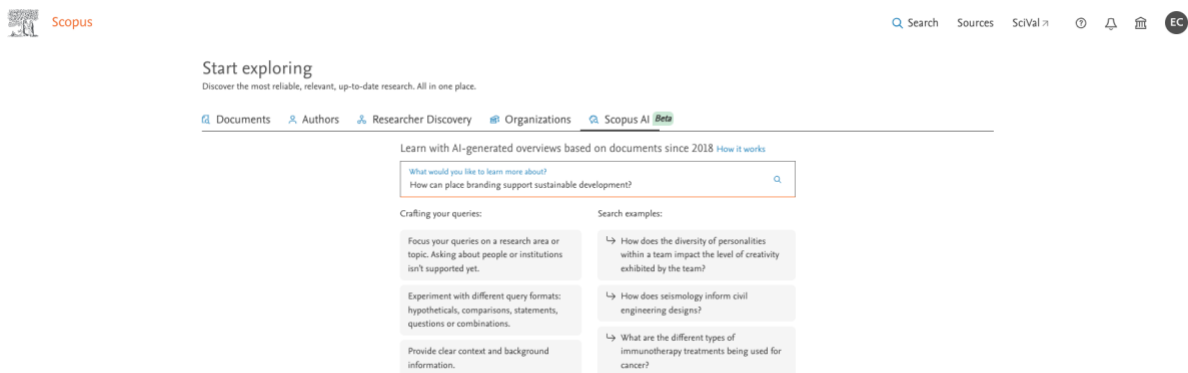 Scopus
Search Sources SciVal EC
Start exploring
Discover the most reliable, relevant, up-to-date research. All in one place.
Documents Authors Researcher Discovery Organizations Scopus AI Beta
Learn with AI-generated overviews based on documents since 2018 How it works
What would you like to learn more about?
How can place branding support sustainable development?
Crafting your queries:
Focus your queries on a research area or
topic. Asking about people or institutions
isn't supported yet.
Experiment with different query formats:
hypotheticals, comparisons, statements,
questions or combinations.
Provide clear context and background
information.
Search examples:
How does the diversity of personalities
within a team impact the level of creativity
exhibited by the team?
How does seismology inform civil
engineering designs?
What are the different types of
immunotherapy treatments being used for
cancer?